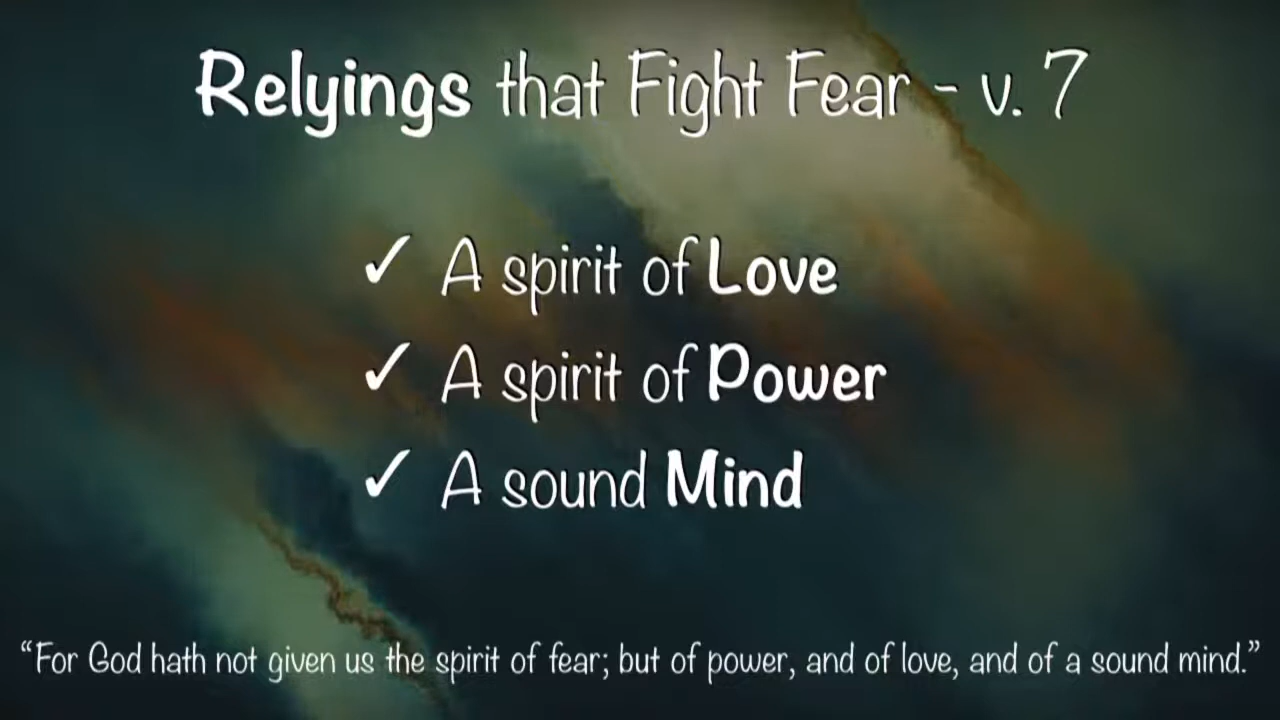 Relyings that Fight Fear - v. 7
✓ A spirit of Love
✓ A spirit of Power
✓ A sound Mind
“For God hath not given us the spirit of fear; but of power, and of love, and of a sound mind.”